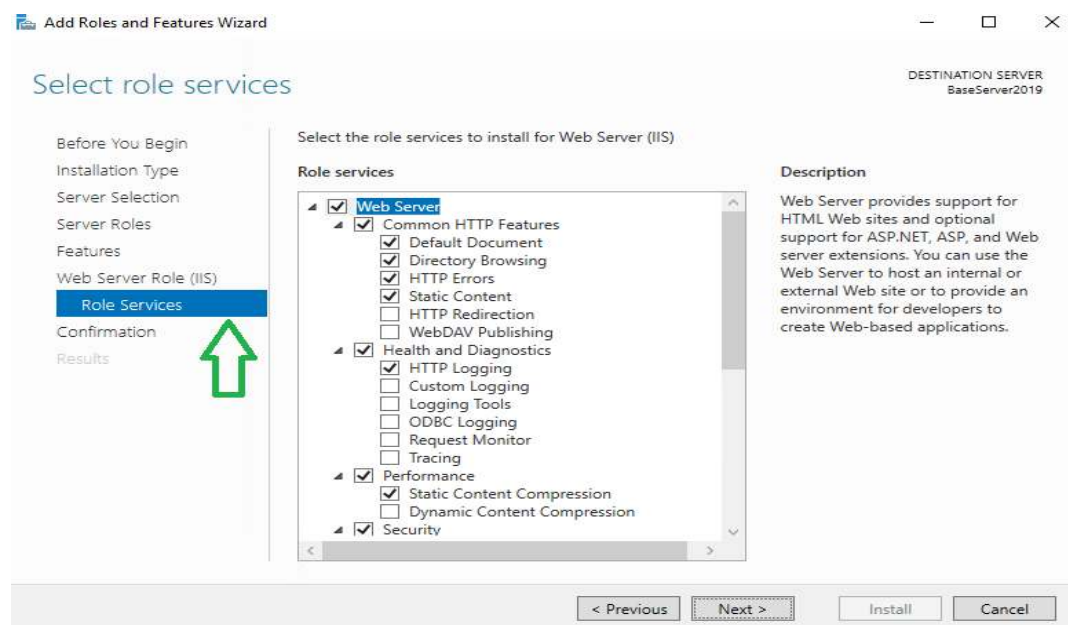 Add Roles and Features Wizard
Select role services
DESTINATION SERVER
BaseServer2019
Before You Begin
Installation Type
Server Selection
Server Roles
Features
Web Server Role (IIS)
Role Services
Confirmation
Results
Select the role services to install for Web Server (IIS)
Role services
Web Server
Common HTTP Features
Default Document
Directory Browsing
HTTP Errors
Static Content
HTTP Redirection
WebDAV Publishing
Health and Diagnostics
HTTP Logging
Custom Logging
Logging Tools
ODBC Logging
Request Monitor
Tracing
Performance
Static Content Compression
Dynamic Content Compression
Security
Description
Web Server provides support for
HTML Web sites and optional
support for ASP.NET, ASP, and Web
server extensions. You can use the
Web Server to host an internal or
external Web site or to provide an
environment for developers to
create Web-based applications.
< Previous
Next >
Install
Cancel